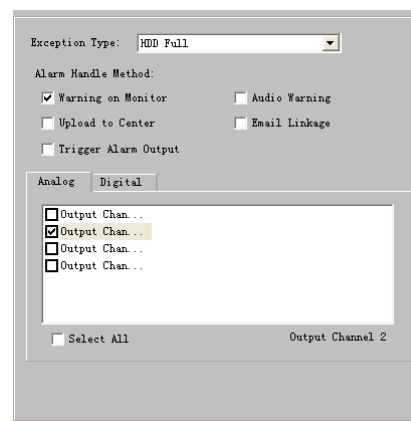 Exception Type: HDD Full
Alarm Handle Method:
Warning on Monitor Audio Warning
Upload to Center Email Linkage
Trigger Alarm Output
Analog Digital
Output Chan...
Output Chan...
Output Chan...
Output Chan...
Select All Output Channel 2